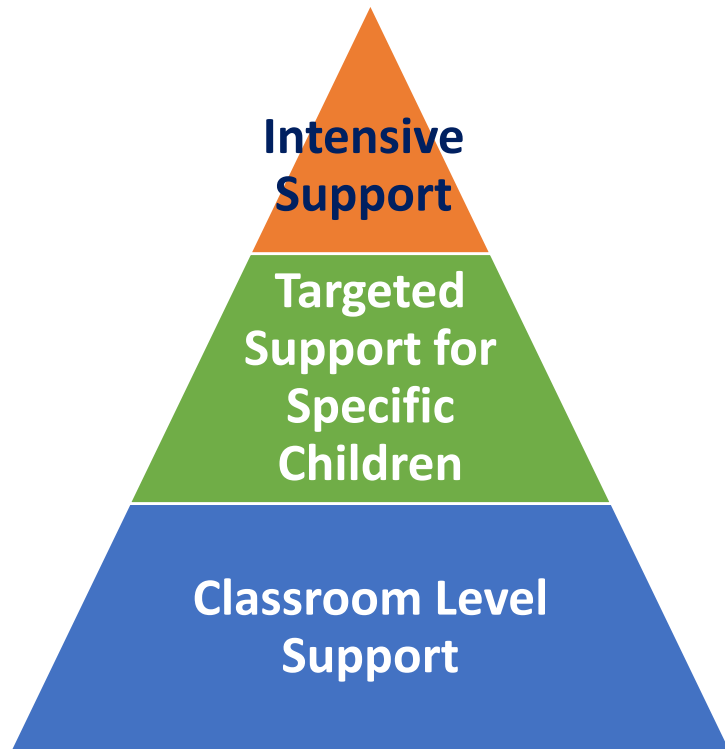 Intensive
Support
Targeted
Support for
Specific
Children
Classroom Level
Support